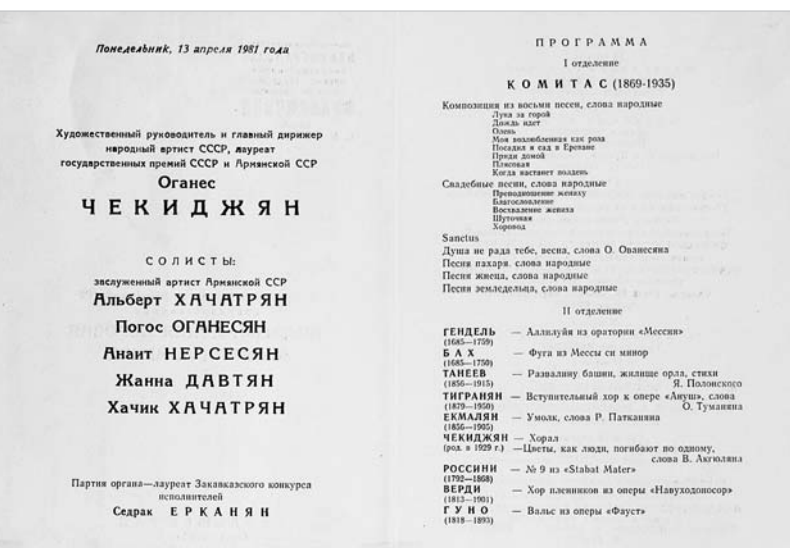 Понедельник, 13 апреля 1981 года
Художественный руководитель и главный дирижер
народный артист СССР, лауреат
государственных премий СССР и Армянской ССР
Оганес
ЧЕКИДЖЯН
СОЛИСТЫ:
заслуженный артист Армянской ССР
Альберт ХАЧАТРЯН
Погос ОГАНЕСЯН
Анаит НЕРСЕСЯН
Жанна ДАВТЯН
Хачик ХАЧАТРЯН
Партия органа—лауреат Закавказского конкурса
исполнителей
Седрак ЕРКАНЯН
ПРОГРАММА
I отделение
КОМИТАС (1869-1935)
Композиция из восьми песен, слова народные
Луна за горой
Дождь идет
Олень
Моя возлюбленная как роза
Посадил я сад в Ереване
Приди домой
Плясовая
Когда настанет полдень
Свадебные песни, слова народные
Преподношение жениху
Благословление
Восхваление жениха
Шуточная
Хоровод
Sanctus
Душа не рада тебе, весна, слова О. Ованесяна
Песня пахаря. слова народные
Песня жнеца, слова народные
Песня земледельца, слова народные
II отделение
ГЕНДЕЛЬ — Аллилуйя из оратории «Мессия»
(1685—1759)
БАХ — Фуга из Мессы си минор
(1685—1750)
ТАНЕЕВ — Развалину башни, жилище орла, стихи
(1856—1915) Я. Полонского
ТИГРАНЯН — Вступительный хор к опере «Ануш», слова
(1879—1950) О. Туманяна
ЕКМАЛЯН — Умолк, слова Р. Патканяна
(1856—1905)
ЧЕКИДЖЯН — Хорал
(род. в 1929 г.) —Цветы, как люди, погибают по одному,
слова В. Акгюляна
РОССИНИ — № 9 из «Stabat Mater»
(1792—1868)
ВЕРДИ — Хор пленников из оперы «Навуходоносор»
(1813—1901)
ГУНО — Вальс из оперы «Фауст»
(1818—1893)